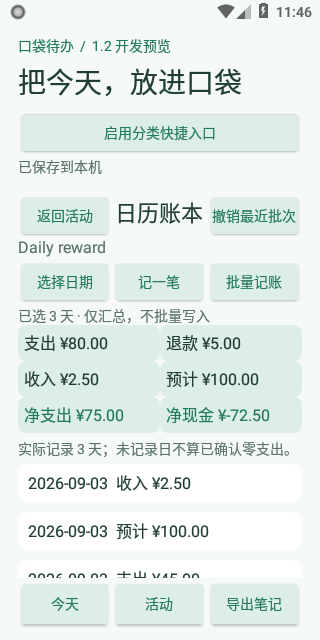 11:46
口袋待办 / 1.2 开发预览
把今天，放进口袋
启用分类快捷入口
已保存到本机
返回活动 日历账本 撤销最近批次
Daily reward
选择日期 记一笔 批量记账
已选 3 天 · 仅汇总，不批量写入
支出 ¥80.00 退款 ¥5.00
收入 ¥2.50 预计 ¥100.00
净支出 ¥75.00 净现金 ¥-72.50
实际记录 3 天；未记录日不算已确认零支出。
2026-09-03 收入 ¥2.50
2026-09-03 预计 ¥100.00
2026-09-03 支出 ¥45.00
今天 活动 导出笔记